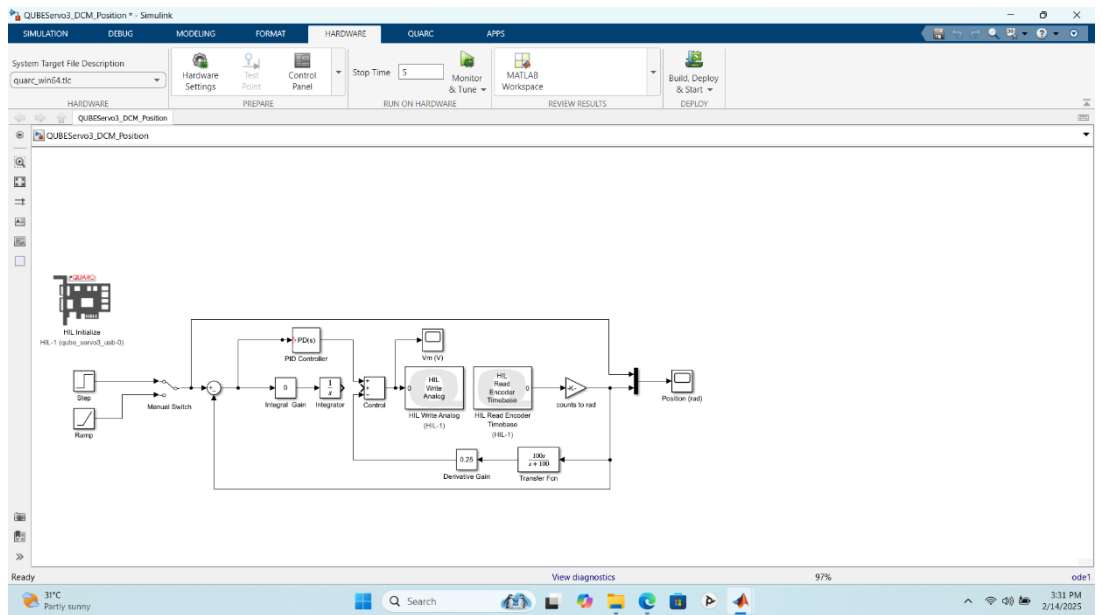 QUBEServo3_DCM_Position * - Simulink
SIMULATION DEBUG MODELING FORMAT HARDWARE QUARC APPS
System Target File Description
quarc_win64.tlc
Hardware Settings
Test Point
Control Panel
Stop Time 5
Monitor & Tune
MATLAB Workspace
Build, Deploy & Start
HARDWARE PREPARE RUN ON HARDWARE REVIEW RESULTS DEPLOY
QUBEServo3_DCM_Position
QUBEServo3_DCM_Position
QUARC
HIL Initialize
HIL-1 (qube_servo3_usb-0)
Step
Ramp
Manual Switch
PD(s)
PID Controller
0
Integral Gain
1
s
Integrator
+
+
−
Control
Vm (V)
0
HIL
Write
Analog
HIL Write Analog
(HIL-1)
HIL
Read
Encoder
Timebase
0
HIL Read Encoder
Timebase
(HIL-1)
-K-
counts to rad
Position (rad)
0.25
Derivative Gain
100s
s + 100
Transfer Fcn
Ready View diagnostics 97% ode1
31°C
Partly sunny
Search
3:31 PM
2/14/2025